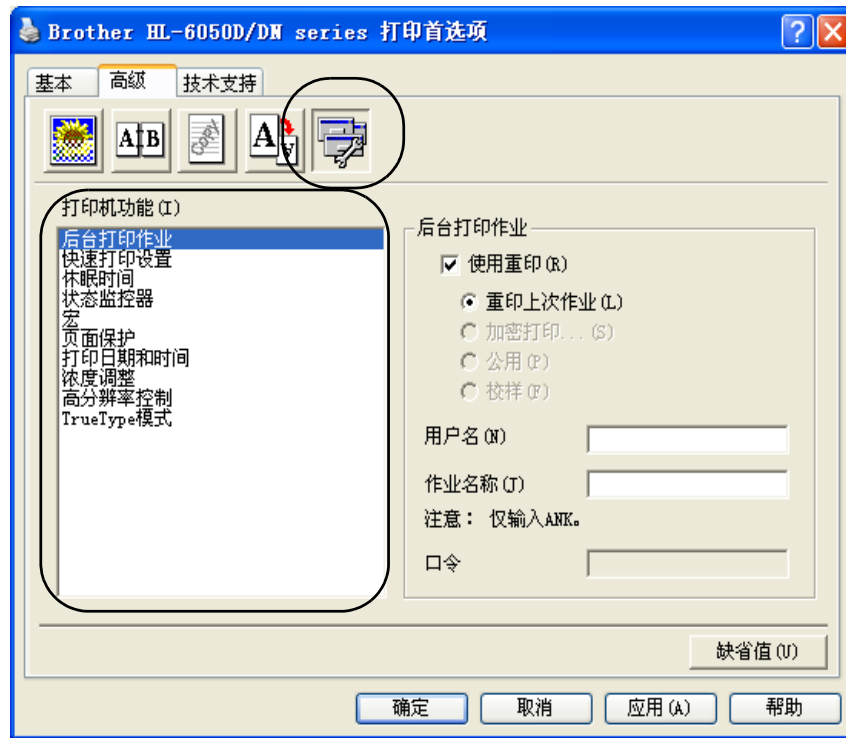 Brother HL-6050D/DN series 打印首选项
基本 高级 技术支持
A B
copy
A A
打印机功能(I)
后台打印作业
快速打印设置
休眠时间
状态监控器
宏
页面保护
打印日期和时间
浓度调整
高分辨率控制
TrueType模式
后台打印作业
使用重印(R)
重印上次作业(L)
加密打印...(S)
公用(P)
校样(F)
用户名(N)
作业名称(J)
注意： 仅输入ANK。
口令
缺省值(U)
确定 取消 应用(A) 帮助